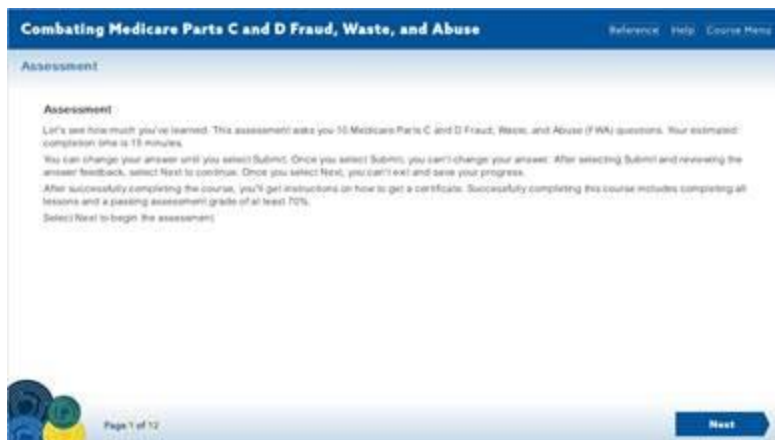 Combating Medicare Parts C and D Fraud, Waste, and Abuse
Reference Help Course Menu
Assessment
Assessment
Let's see how much you've learned. This assessment asks you 10 Medicare Parts C and D Fraud, Waste, and Abuse (FWA) questions. Your estimated
completion time is 15 minutes.
You can change your answer until you select Submit. Once you select Submit, you can't change your answer. After selecting Submit and reviewing the
answer feedback, select Next to continue. Once you select Next, you can't exit and save your progress.
After successfully completing the course, you'll get instructions on how to get a certificate. Successfully completing this course includes completing all
lessons and a passing assessment grade of at least 70%.
Select Next to begin the assessment.
Page 1 of 12
Next